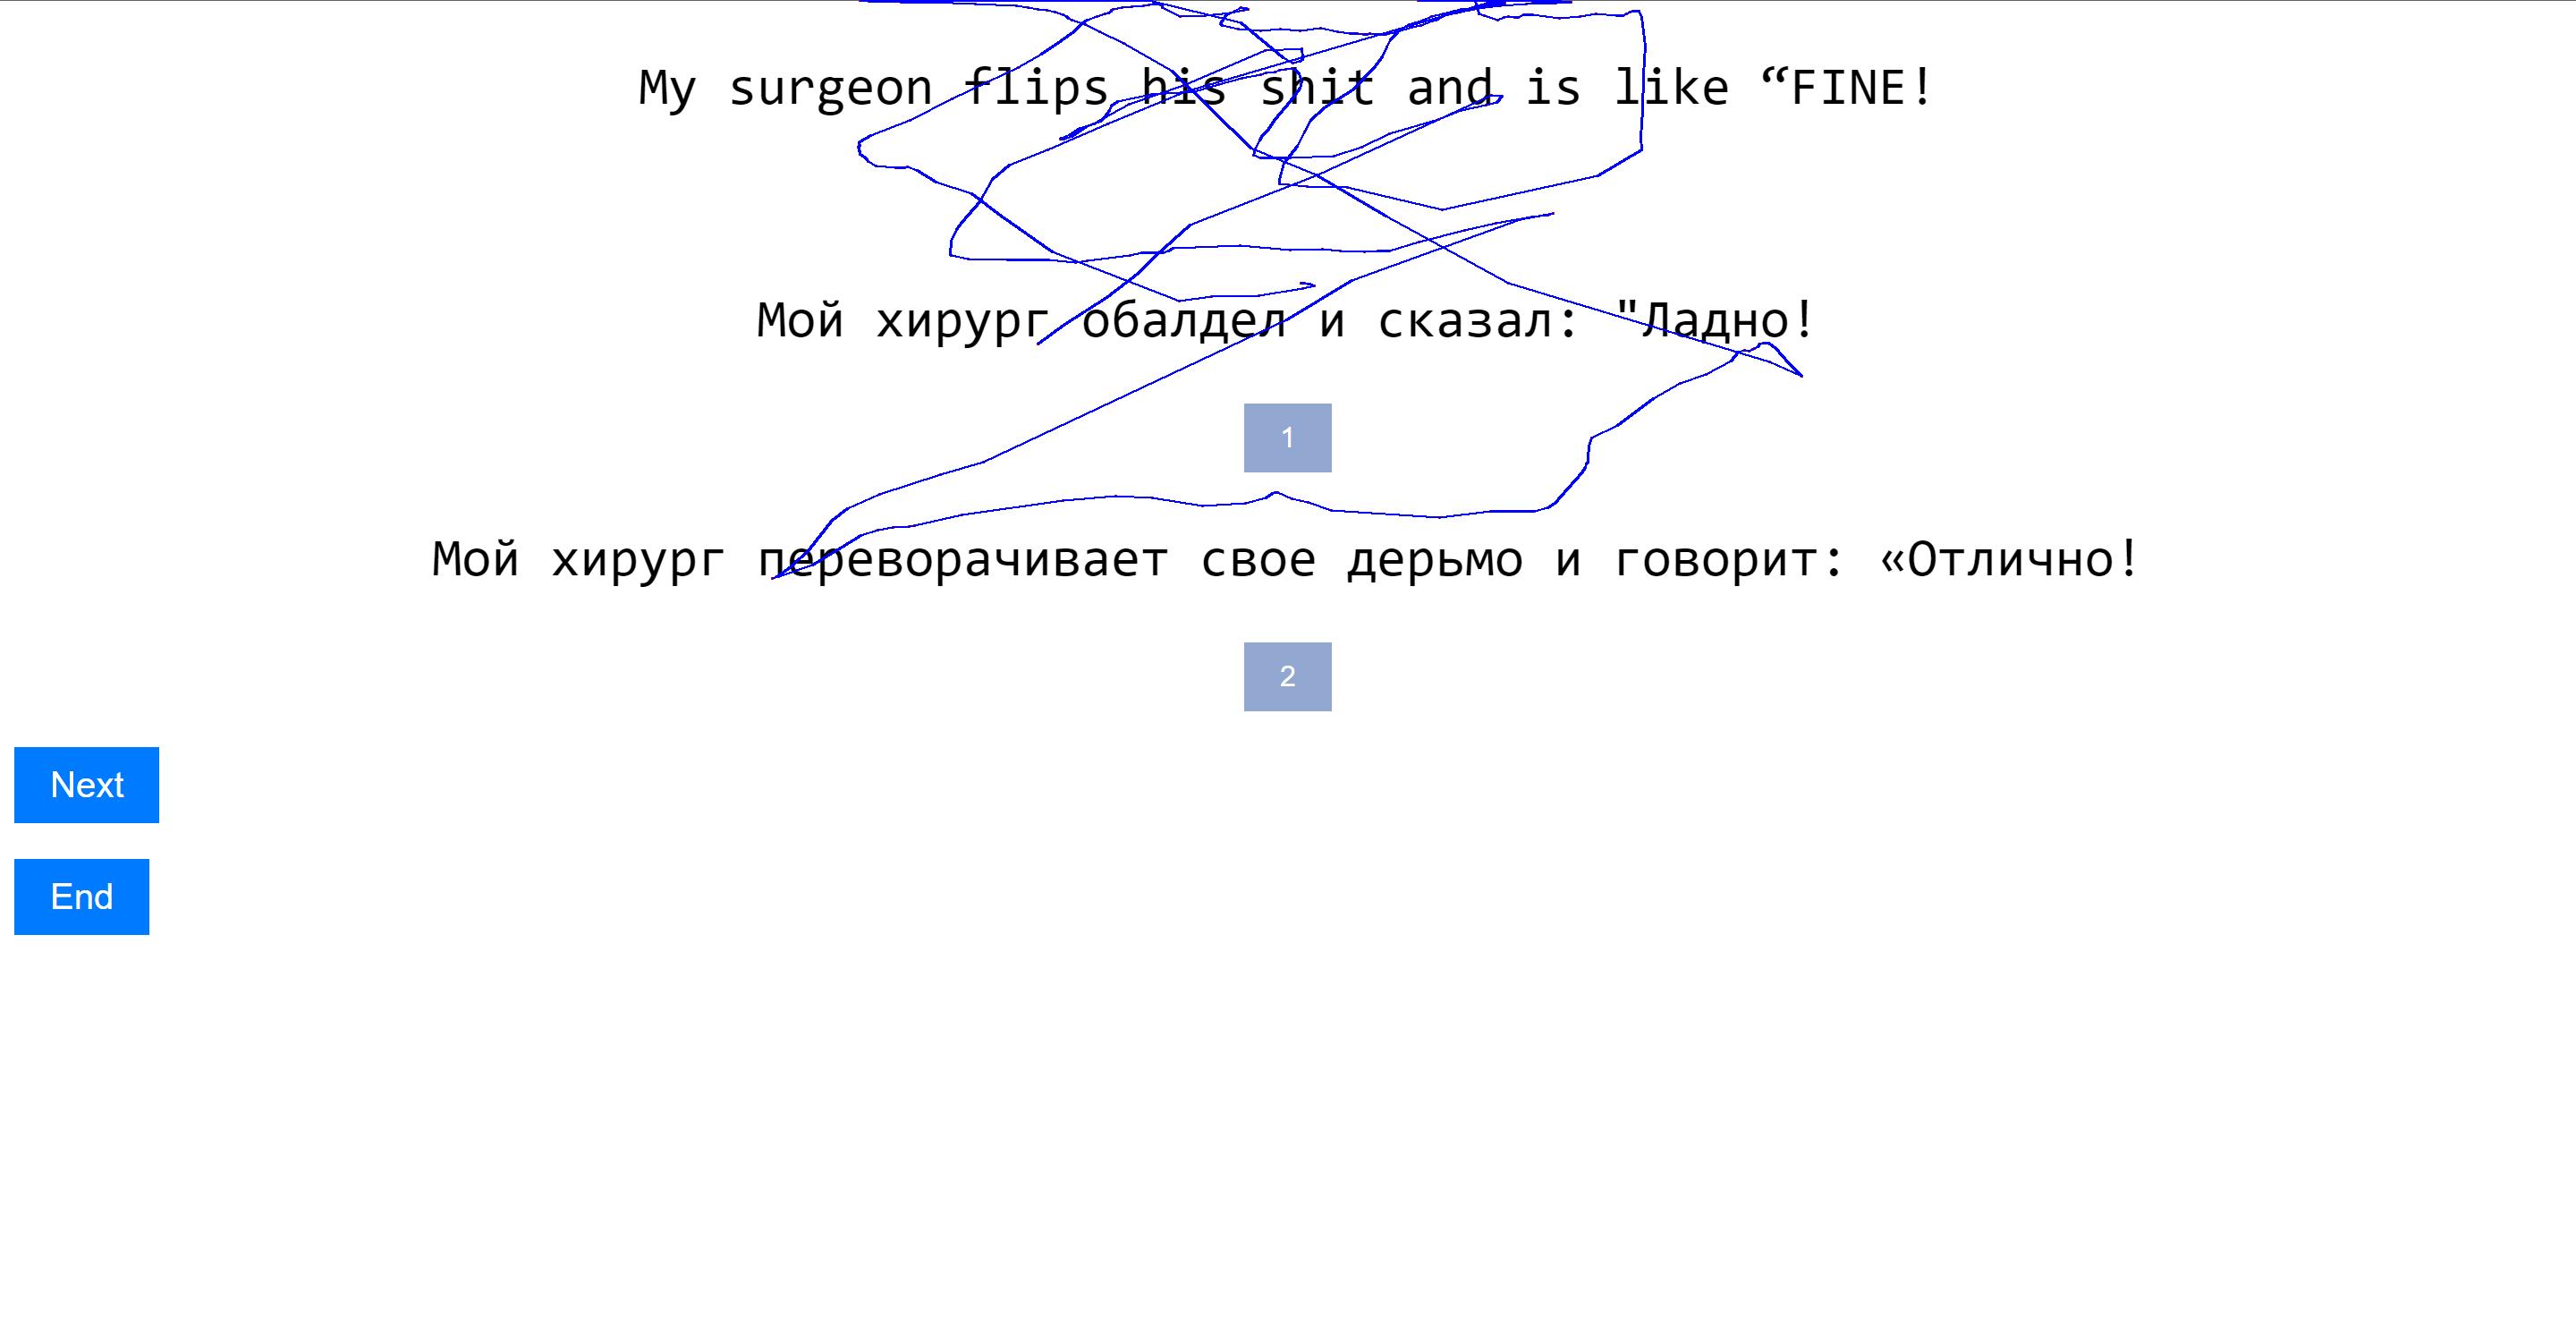 My surgeon flips his shit and is like “FINE!
Мой хирург обалдел и сказал: "Ладно!
1
Мой хирург переворачивает свое дерьмо и говорит: «Отлично!
2
Next
End